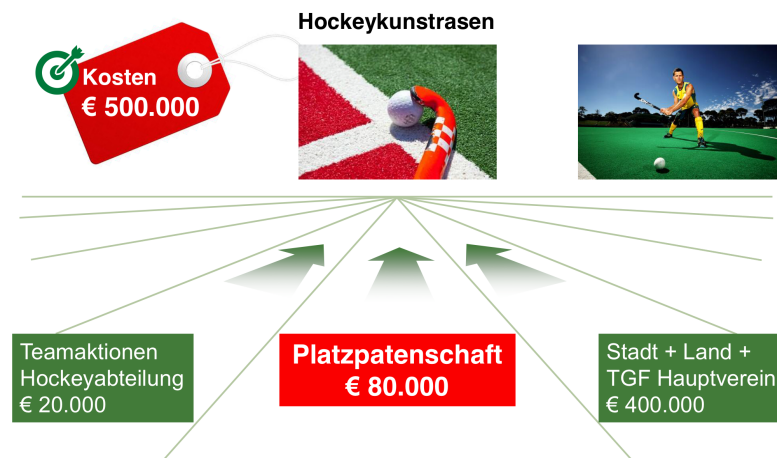 Hockeykunstrasen
Kosten
€ 500.000
Teamaktionen
Hockeyabteilung
€ 20.000
Platzpatenschaft
€ 80.000
Stadt + Land +
TGF Hauptverein
€ 400.000